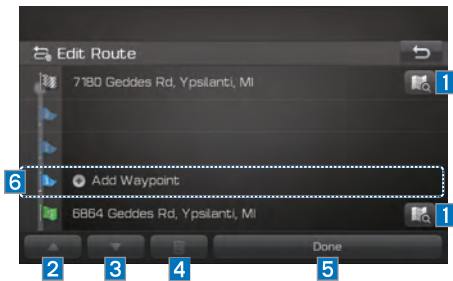 Edit Route
7180 Geddes Rd, Ypsilanti, MI
1
6
Add Waypoint
6864 Geddes Rd, Ypsilanti, MI
1
Done
2
3
4
5